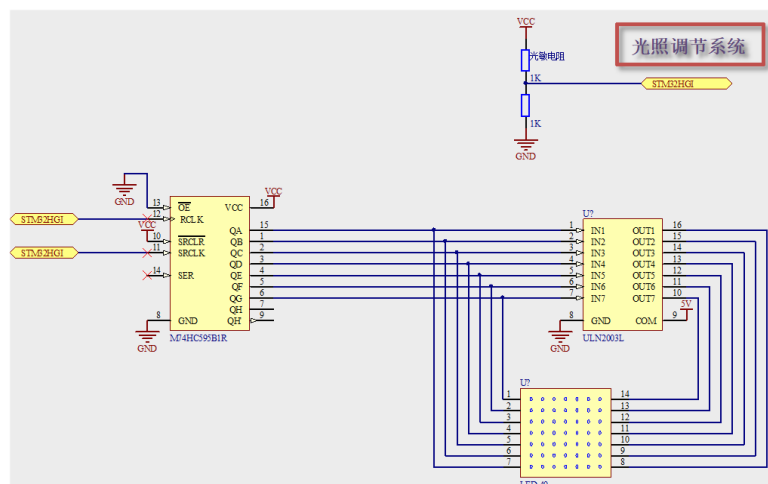 VCC
光照调节系统
光敏电阻
1K
STM32HGI
1K
GND
GND
STM32HGI
STM32HGI
VCC
13 OE VCC 16
VCC
12 RCLK
10 SRCLR
11 SRCLK
14 SER
8 GND
GND
QA 15
QB 1
QC 2
QD 3
QE 4
QF 5
QG 6
QH 7
QH' 9
M74HC595B1R
U?
1 IN1 OUT1 16
2 IN2 OUT2 15
3 IN3 OUT3 14
4 IN4 OUT4 13
5 IN5 OUT5 12
6 IN6 OUT6 11
7 IN7 OUT7 10
5V
8 GND COM 9
GND
ULN2003L
U?
1 14
2 13
3 12
4 11
5 10
6 9
7 8